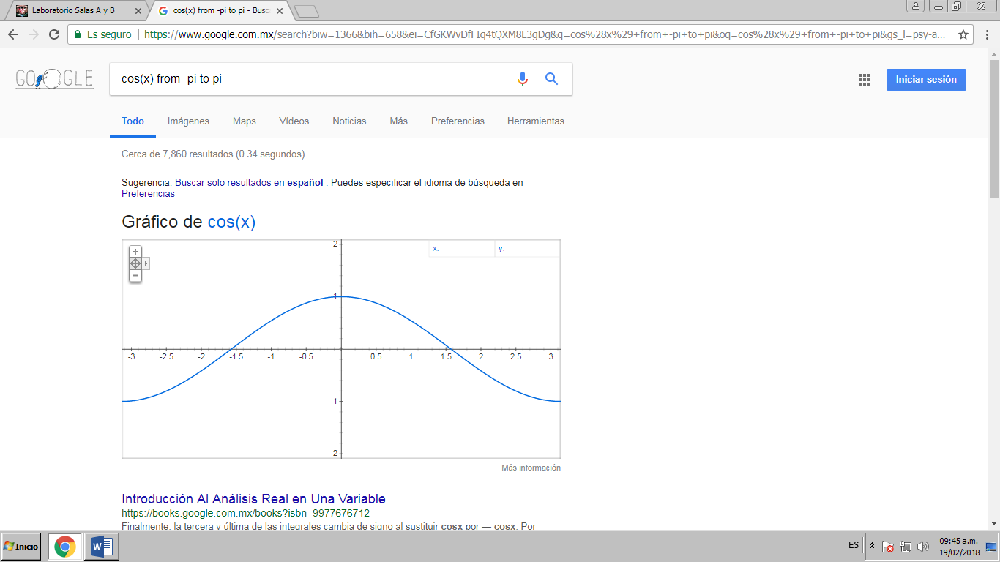 Laboratorio Salas A y B
cos(x) from -pi to pi - Busc
Es seguro
https://www.google.com.mx/search?biw=1366&bih=658&ei=CfGKWvDfFIq4tQXM8L3gDg&q=cos%28x%29+from+-pi+to+pi&oq=cos%28x%29+from+-pi+to+pi&gs_l=psy-a...
GOOGLE
cos(x) from -pi to pi
Iniciar sesión
Todo Imágenes Maps Vídeos Noticias Más Preferencias Herramientas
Cerca de 7,860 resultados (0.34 segundos)
Sugerencia: Buscar solo resultados en español . Puedes especificar el idioma de búsqueda en
Preferencias
Gráfico de cos(x)
x: y:
2
1
-3 -2.5 -2 -1.5 -1 -0.5 0.5 1 1.5 2 2.5 3
-1
-2
Más información
Introducción Al Análisis Real en Una Variable
https://books.google.com.mx/books?isbn=9977676712
Finalmente, la tercera y última de las integrales cambia de signo al sustituir cosx por — cosx. Por
Inicio
ES
09:45 a.m.
19/02/2018